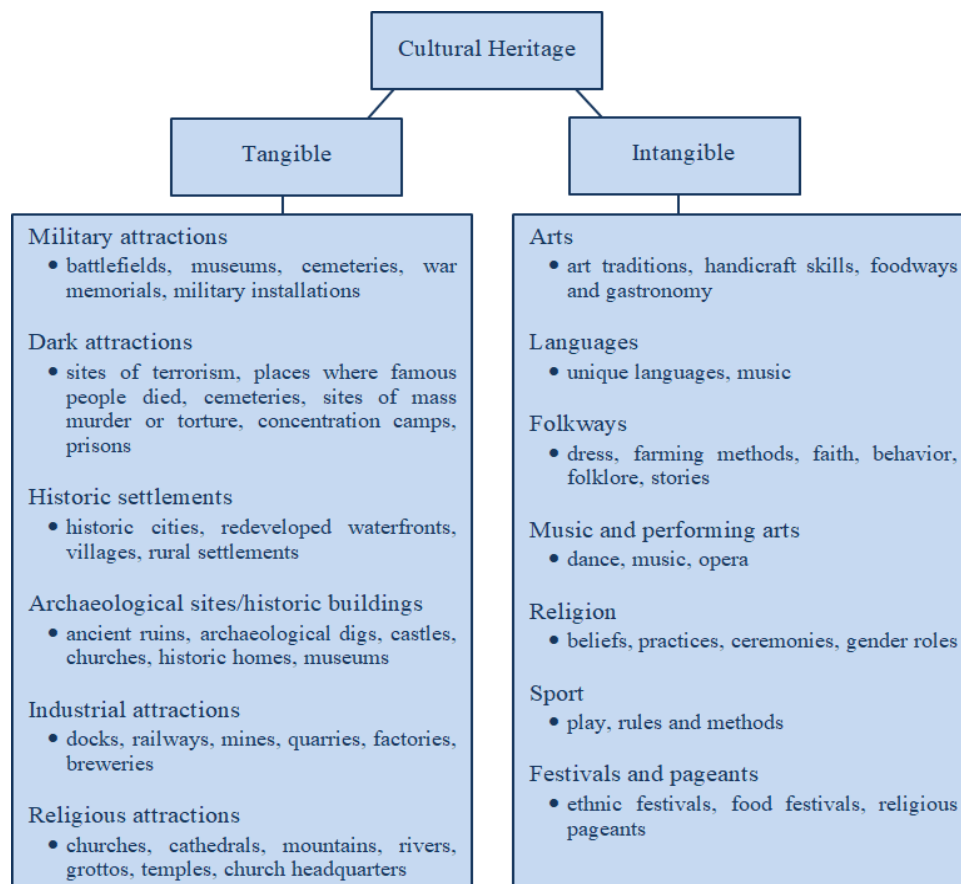 Cultural Heritage
Tangible
Intangible
Military attractions
• battlefields, museums, cemeteries, war
memorials, military installations
Dark attractions
• sites of terrorism, places where famous
people died, cemeteries, sites of mass
murder or torture, concentration camps,
prisons
Historic settlements
• historic cities, redeveloped waterfronts,
villages, rural settlements
Archaeological sites/historic buildings
• ancient ruins, archaeological digs, castles,
churches, historic homes, museums
Industrial attractions
• docks, railways, mines, quarries, factories,
breweries
Religious attractions
• churches, cathedrals, mountains, rivers,
grottos, temples, church headquarters
Arts
• art traditions, handicraft skills, foodways
and gastronomy
Languages
• unique languages, music
Folkways
• dress, farming methods, faith, behavior,
folklore, stories
Music and performing arts
• dance, music, opera
Religion
• beliefs, practices, ceremonies, gender roles
Sport
• play, rules and methods
Festivals and pageants
• ethnic festivals, food festivals, religious
pageants